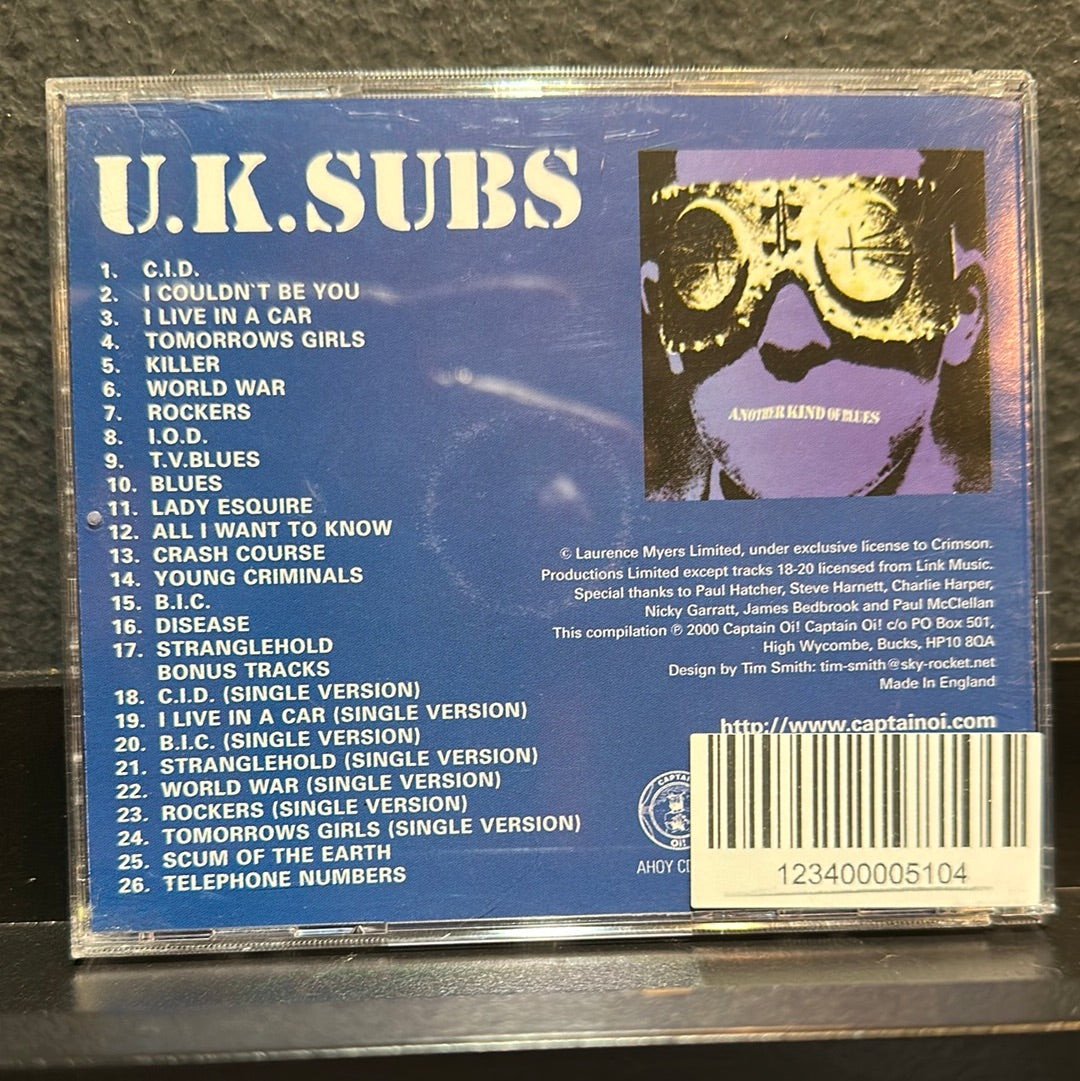 U.K.SUBS
1. C.I.D.
2. I COULDN`T BE YOU
3. I LIVE IN A CAR
4. TOMORROWS GIRLS
5. KILLER
6. WORLD WAR
7. ROCKERS
8. I.O.D.
9. T.V.BLUES
10. BLUES
11. LADY ESQUIRE
12. ALL I WANT TO KNOW
13. CRASH COURSE
14. YOUNG CRIMINALS
15. B.I.C.
16. DISEASE
17. STRANGLEHOLD
BONUS TRACKS
18. C.I.D. (SINGLE VERSION)
19. I LIVE IN A CAR (SINGLE VERSION)
20. B.I.C. (SINGLE VERSION)
21. STRANGLEHOLD (SINGLE VERSION)
22. WORLD WAR (SINGLE VERSION)
23. ROCKERS (SINGLE VERSION)
24. TOMORROWS GIRLS (SINGLE VERSION)
25. SCUM OF THE EARTH
26. TELEPHONE NUMBERS
ANOTHER KIND OF BLUES
© Laurence Myers Limited, under exclusive license to Crimson.
Productions Limited except tracks 18-20 licensed from Link Music.
Special thanks to Paul Hatcher, Steve Harnett, Charlie Harper,
Nicky Garratt, James Bedbrook and Paul McClellan
This compilation ℗ 2000 Captain Oi! Captain Oi! c/o PO Box 501,
High Wycombe, Bucks, HP10 8QA
Design by Tim Smith: tim-smith@sky-rocket.net
Made In England
http://www.captainoi.com
OI!
AHOY
123400005104